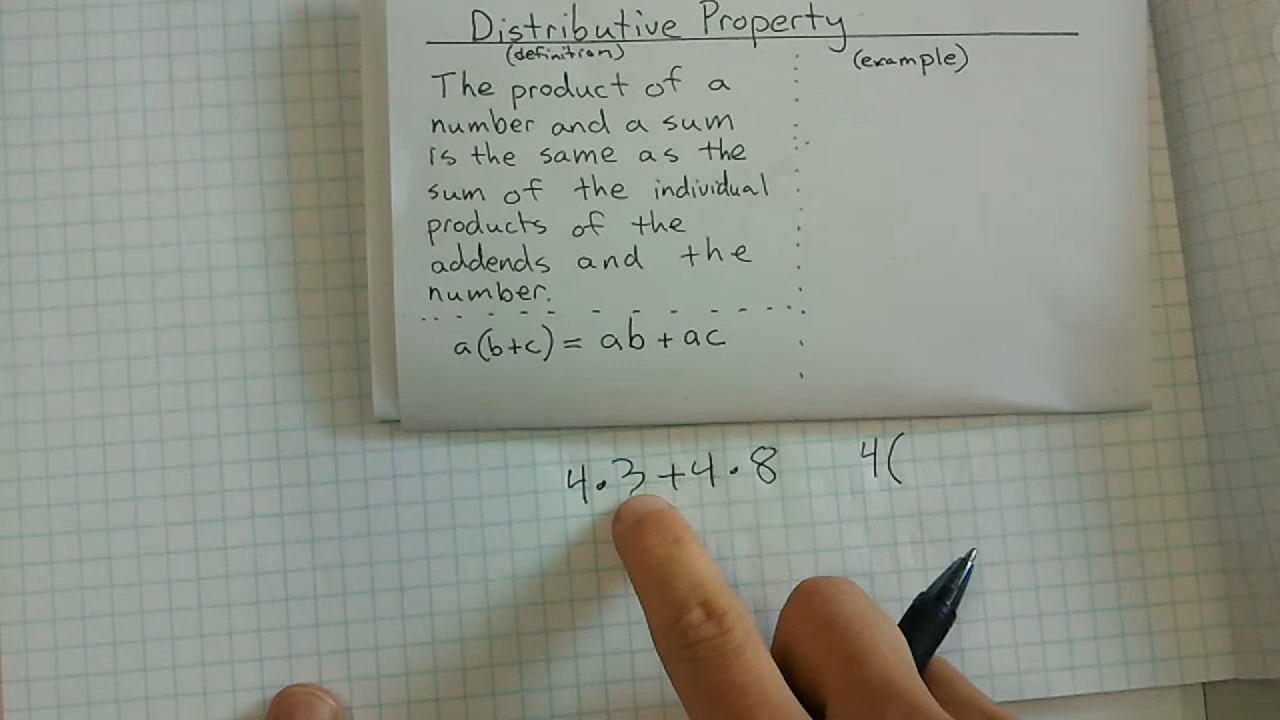 Distributive Property
(definition)
(example)
The product of a
number and a sum
is the same as the
sum of the individual
products of the
addends and the
number.
a(b+c) = ab + ac
4·3+4·8
4(